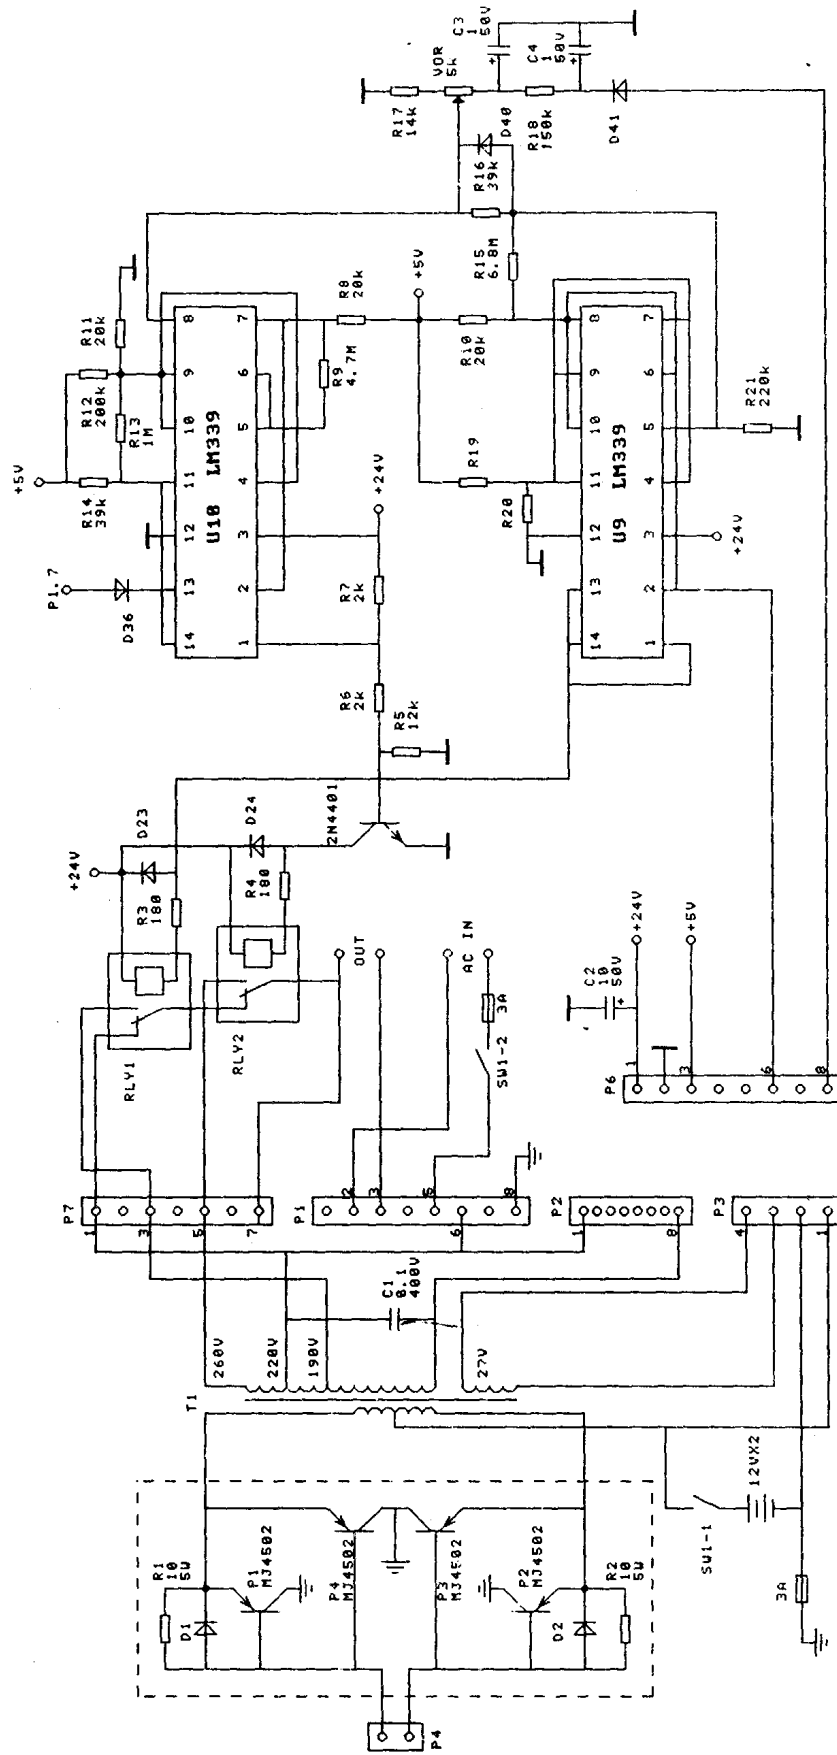 C3
1
50V
C4
1
50V
VOR
5k
R17
14k
R18
150k
D40
D41
R16
39k
R15
6.8M
+5V
R8
20k
R9
4.7M
R10
20k
R11
20k
R12
200k
R13
1M
R14
39k
+5V
8
9
10
11
12
13
14
7
6
5
4
3
2
1
U10 LM339
R19
R20
8
9
10
11
12
13
14
7
6
5
4
3
2
1
U9 LM339
R21
220k
+24V
+24V
P1.7
D36
R7
2k
R6
2k
R5
12k
2N4401
D23
D24
+24V
R3
180
R4
180
RLY1
RLY2
OUT
AC IN
3A
SW1-2
C2
10
50V
+24V
+5V
P6
1
3
6
8
P7
1
3
5
7
P1
2
3
5
6
8
P2
1
8
P3
4
1
C1
0.1
400V
260V
220V
190V
27V
T1
R1
10
5W
D1
P1
MJ4502
P4
MJ4502
P3
MJ4502
P2
MJ4502
D2
R2
10
5W
P4
SW1-1
12VX2
3A